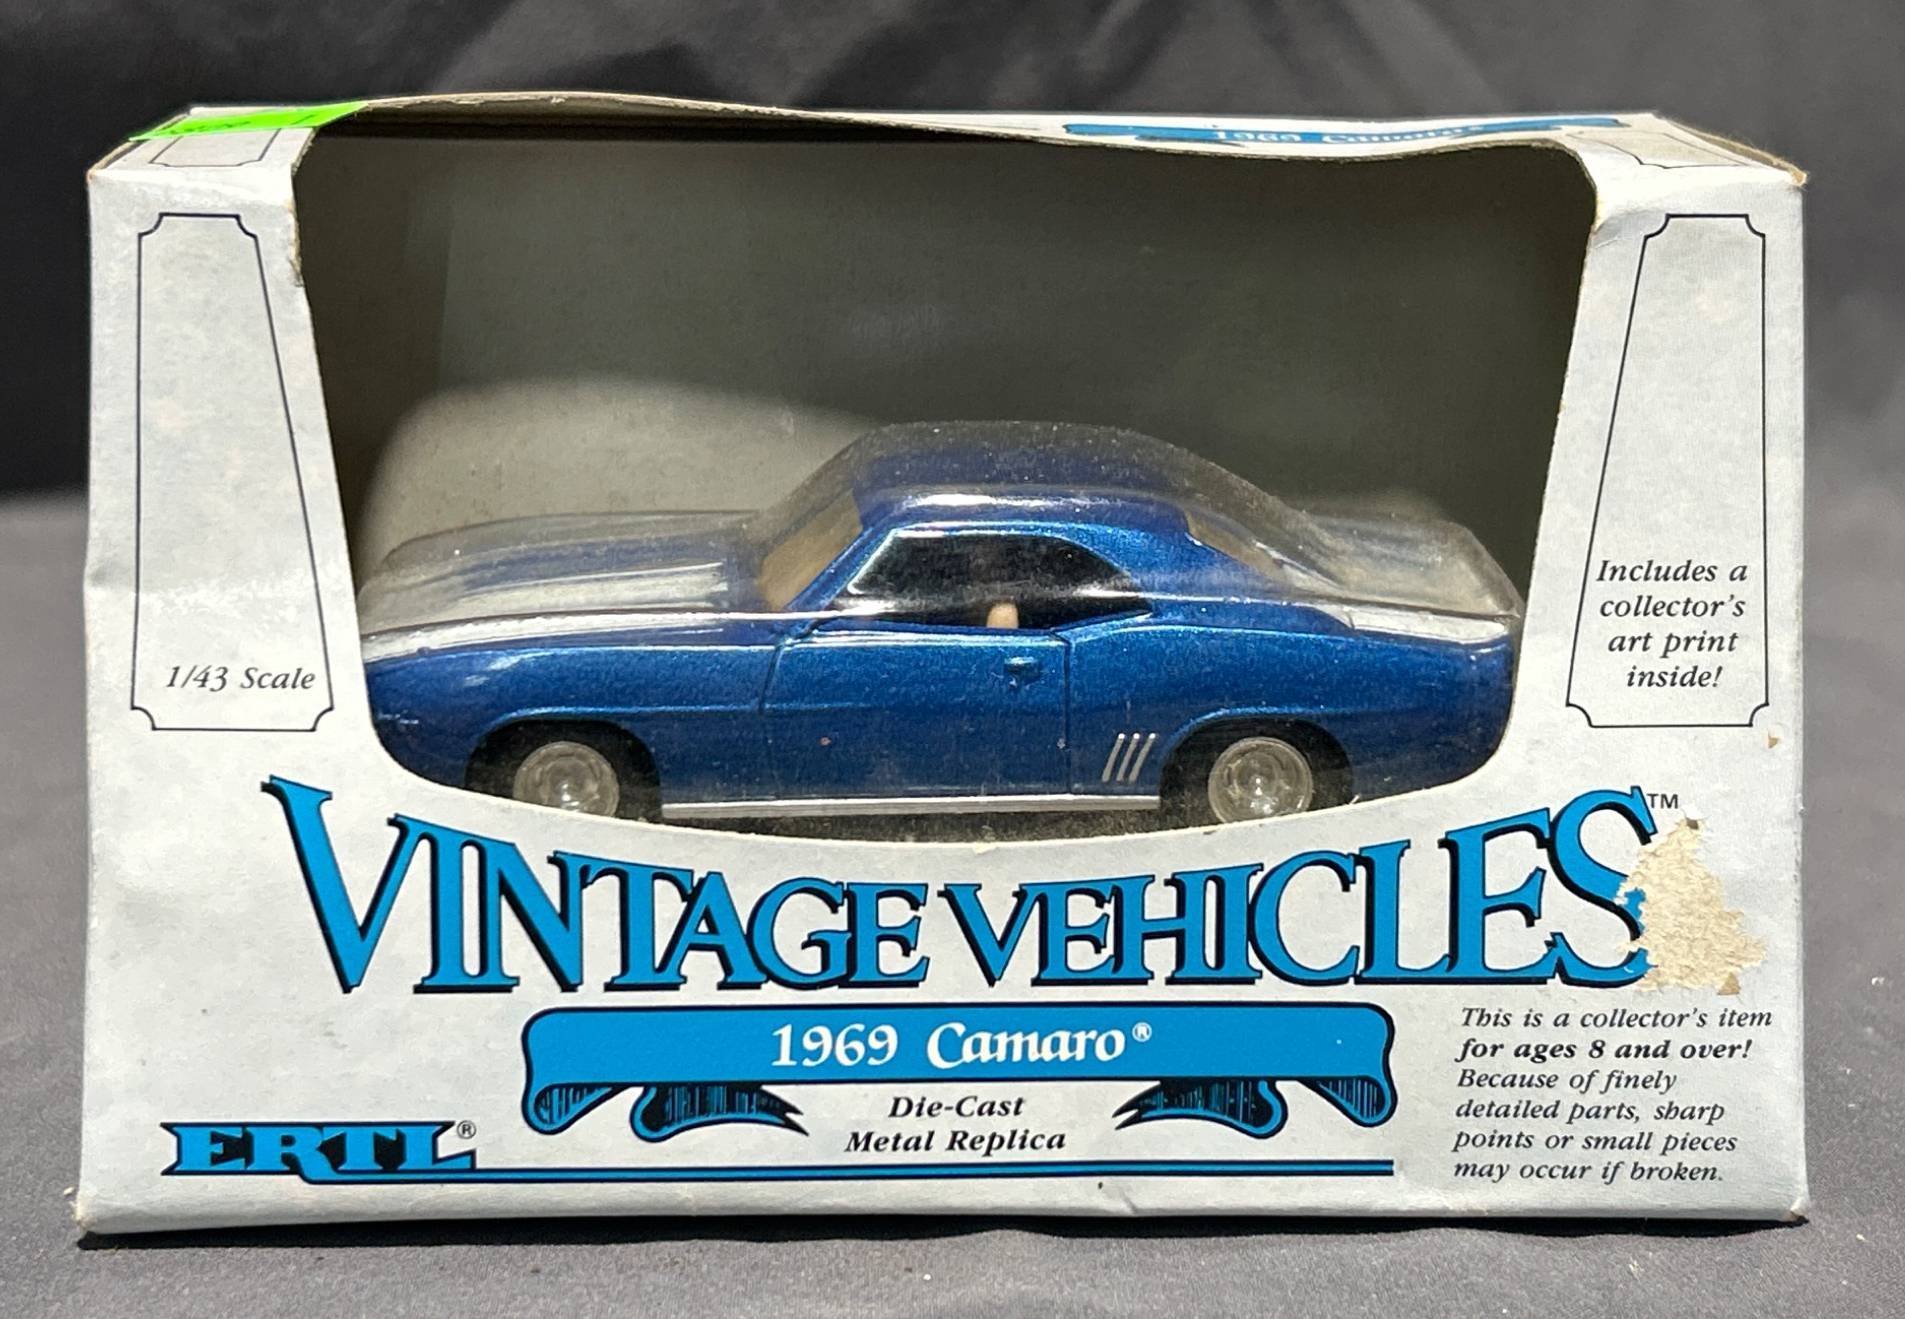 1969 Camaro®
1/43 Scale
Includes a
collector's
art print
inside!
VINTAGE VEHICLES™
1969 Camaro®
Die-Cast
Metal Replica
ERTL®
This is a collector's item
for ages 8 and over!
Because of finely
detailed parts, sharp
points or small pieces
may occur if broken.